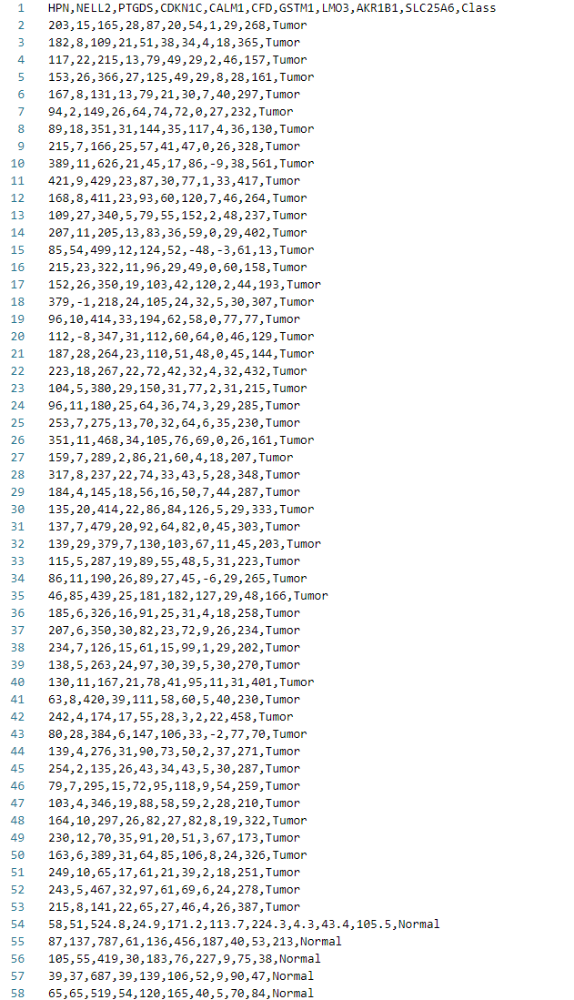 1 HPN,NELL2,PTGDS,CDKN1C,CALM1,CFD,GSTM1,LMO3,AKR1B1,SLC25A6,Class
2 203,15,165,28,87,20,54,1,29,268,Tumor
3 182,8,109,21,51,38,34,4,18,365,Tumor
4 117,22,215,13,79,49,29,2,46,157,Tumor
5 153,26,366,27,125,49,29,8,28,161,Tumor
6 167,8,131,13,79,21,30,7,40,297,Tumor
7 94,2,149,26,64,74,72,0,27,232,Tumor
8 89,18,351,31,144,35,117,4,36,130,Tumor
9 215,7,166,25,57,41,47,0,26,328,Tumor
10 389,11,626,21,45,17,86,-9,38,561,Tumor
11 421,9,429,23,87,30,77,1,33,417,Tumor
12 168,8,411,23,93,60,120,7,46,264,Tumor
13 109,27,340,5,79,55,152,2,48,237,Tumor
14 207,11,205,13,83,36,59,0,29,402,Tumor
15 85,54,499,12,124,52,-48,-3,61,13,Tumor
16 215,23,322,11,96,29,49,0,60,158,Tumor
17 152,26,350,19,103,42,120,2,44,193,Tumor
18 379,-1,218,24,105,24,32,5,30,307,Tumor
19 96,10,414,33,194,62,58,0,77,77,Tumor
20 112,-8,347,31,112,60,64,0,46,129,Tumor
21 187,28,264,23,110,51,48,0,45,144,Tumor
22 223,18,267,22,72,42,32,4,32,432,Tumor
23 104,5,380,29,150,31,77,2,31,215,Tumor
24 96,11,180,25,64,36,74,3,29,285,Tumor
25 253,7,275,13,70,32,64,6,35,230,Tumor
26 351,11,468,34,105,76,69,0,26,161,Tumor
27 159,7,289,2,86,21,60,4,18,207,Tumor
28 317,8,237,22,74,33,43,5,28,348,Tumor
29 184,4,145,18,56,16,50,7,44,287,Tumor
30 135,20,414,22,86,84,126,5,29,333,Tumor
31 137,7,479,20,92,64,82,0,45,303,Tumor
32 139,29,379,7,130,103,67,11,45,203,Tumor
33 115,5,287,19,89,55,48,5,31,223,Tumor
34 86,11,190,26,89,27,45,-6,29,265,Tumor
35 46,85,439,25,181,182,127,29,48,166,Tumor
36 185,6,326,16,91,25,31,4,18,258,Tumor
37 207,6,350,30,82,23,72,9,26,234,Tumor
38 234,7,126,15,61,15,99,1,29,202,Tumor
39 138,5,263,24,97,30,39,5,30,270,Tumor
40 130,11,167,21,78,41,95,11,31,401,Tumor
41 63,8,420,39,111,58,60,5,40,230,Tumor
42 242,4,174,17,55,28,3,2,22,458,Tumor
43 80,28,384,6,147,106,33,-2,77,70,Tumor
44 139,4,276,31,90,73,50,2,37,271,Tumor
45 254,2,135,26,43,34,43,5,30,287,Tumor
46 79,7,295,15,72,95,118,9,54,259,Tumor
47 103,4,346,19,88,58,59,2,28,210,Tumor
48 164,10,297,26,82,27,82,8,19,322,Tumor
49 230,12,70,35,91,20,51,3,67,173,Tumor
50 163,6,389,31,64,85,106,8,24,326,Tumor
51 249,10,65,17,61,21,39,2,18,251,Tumor
52 243,5,467,32,97,61,69,6,24,278,Tumor
53 215,8,141,22,65,27,46,4,26,387,Tumor
54 58,51,524.8,24.9,171.2,113.7,224.3,4.3,43.4,105.5,Normal
55 87,137,787,61,136,456,187,40,53,213,Normal
56 105,55,419,30,183,76,227,9,75,38,Normal
57 39,37,687,39,139,106,52,9,90,47,Normal
58 65,65,519,54,120,165,40,5,70,84,Normal